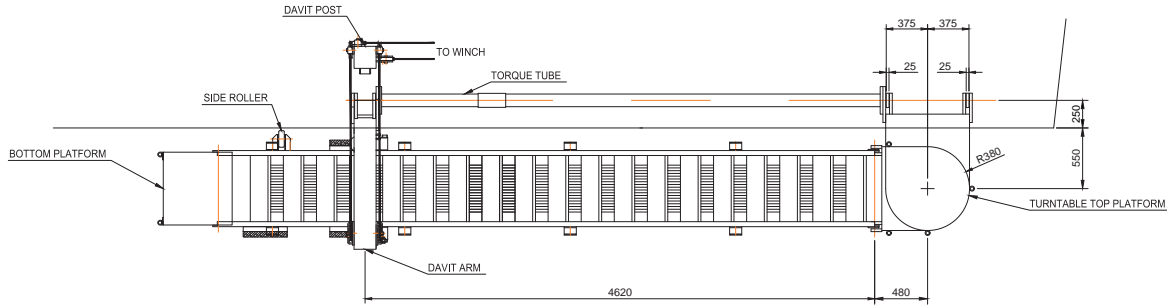 DAVIT POST
TO WINCH
TORQUE TUBE
SIDE ROLLER
BOTTOM PLATFORM
DAVIT ARM
TURNTABLE TOP PLATFORM
375
375
25
25
250
550
R380
4620
480